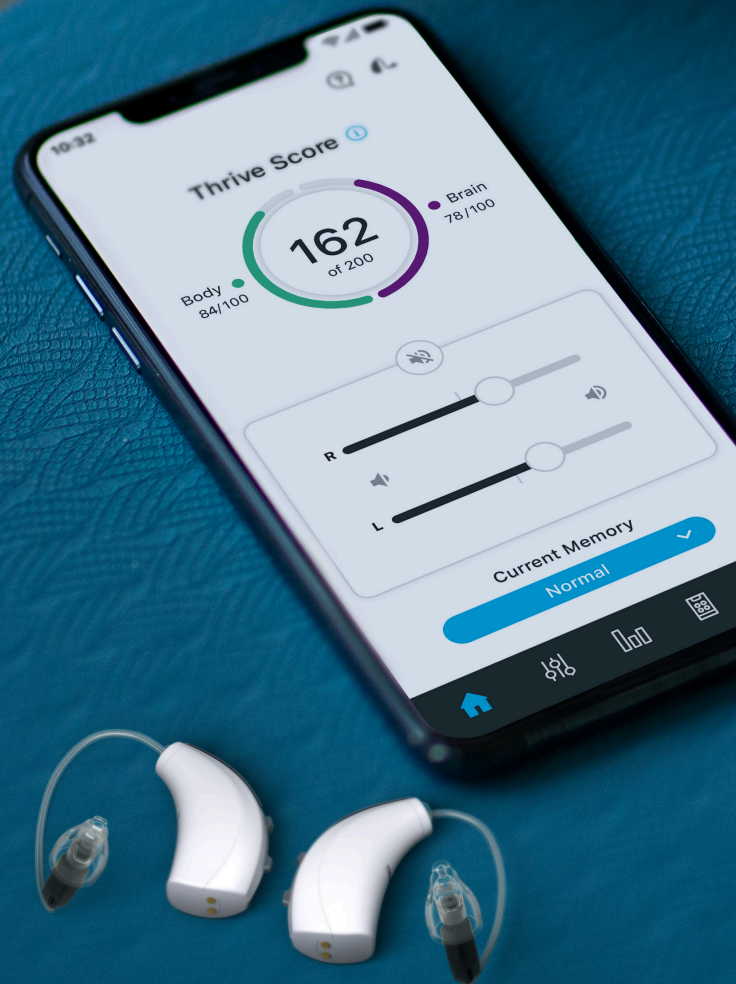 10:32
Thrive Score
162
of 200
Brain
78/100
Body
84/100
R
L
Current Memory
Normal